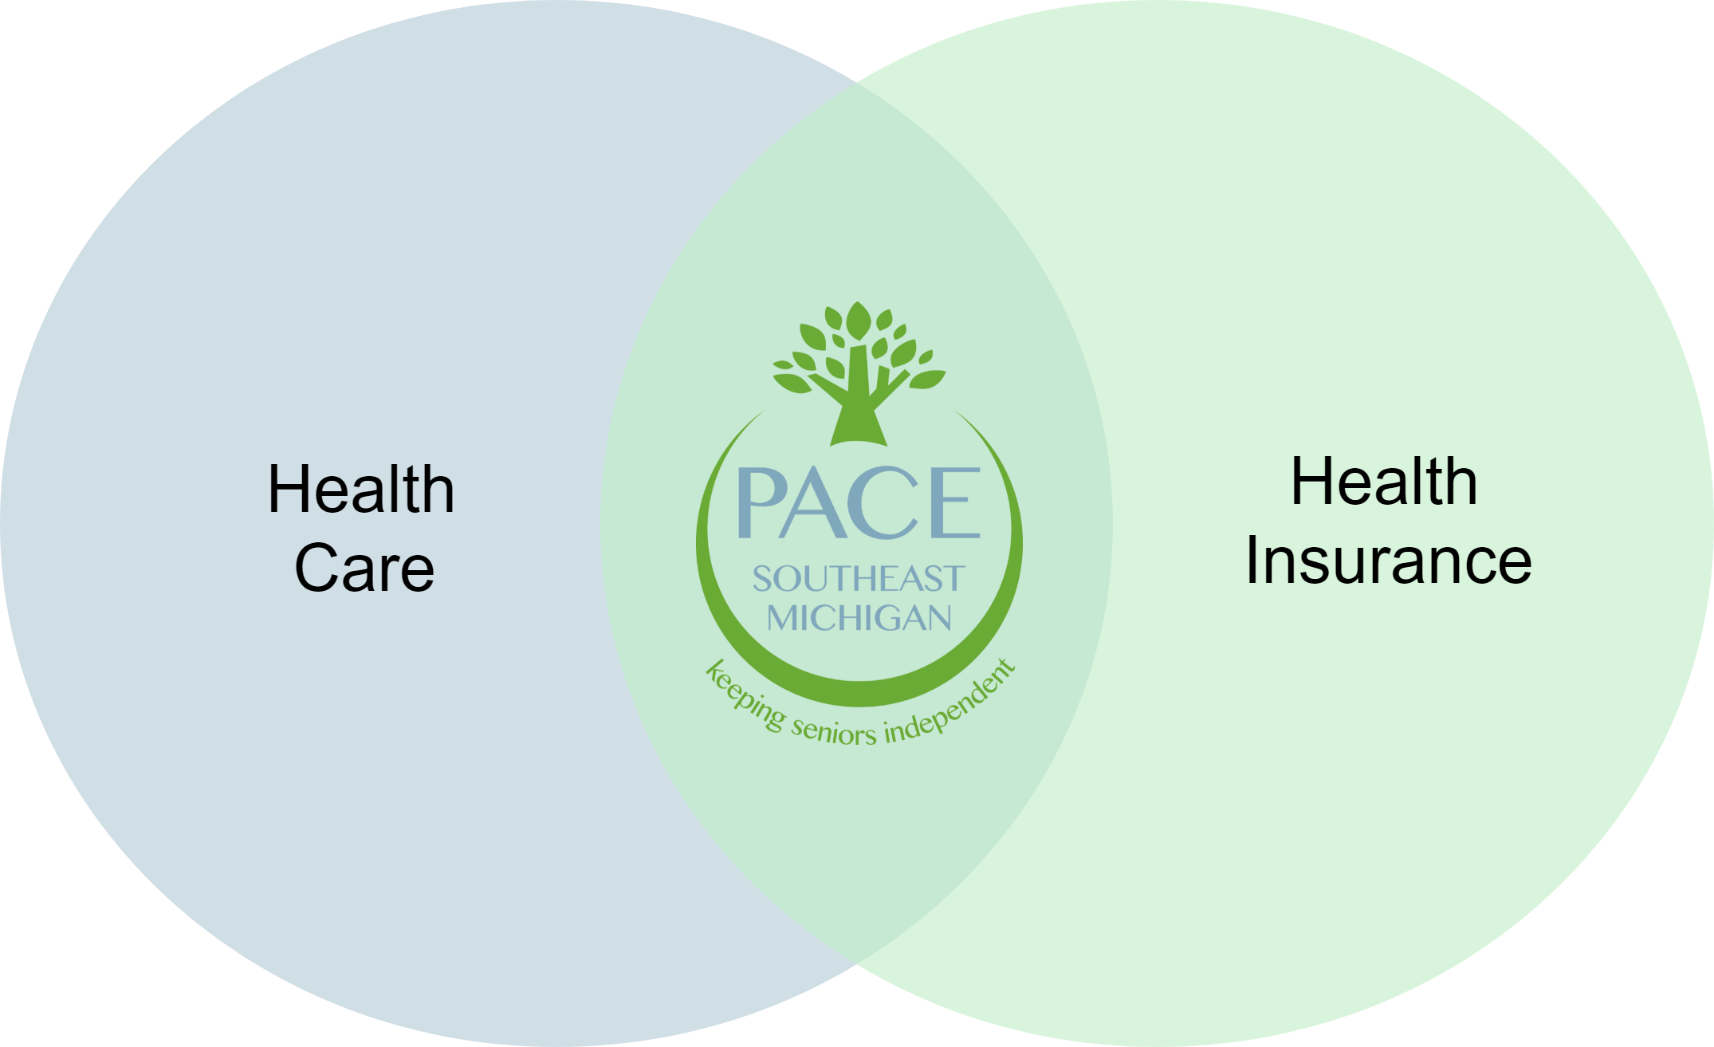 Health
Care
PACE
SOUTHEAST
MICHIGAN
keeping seniors independent
Health
Insurance